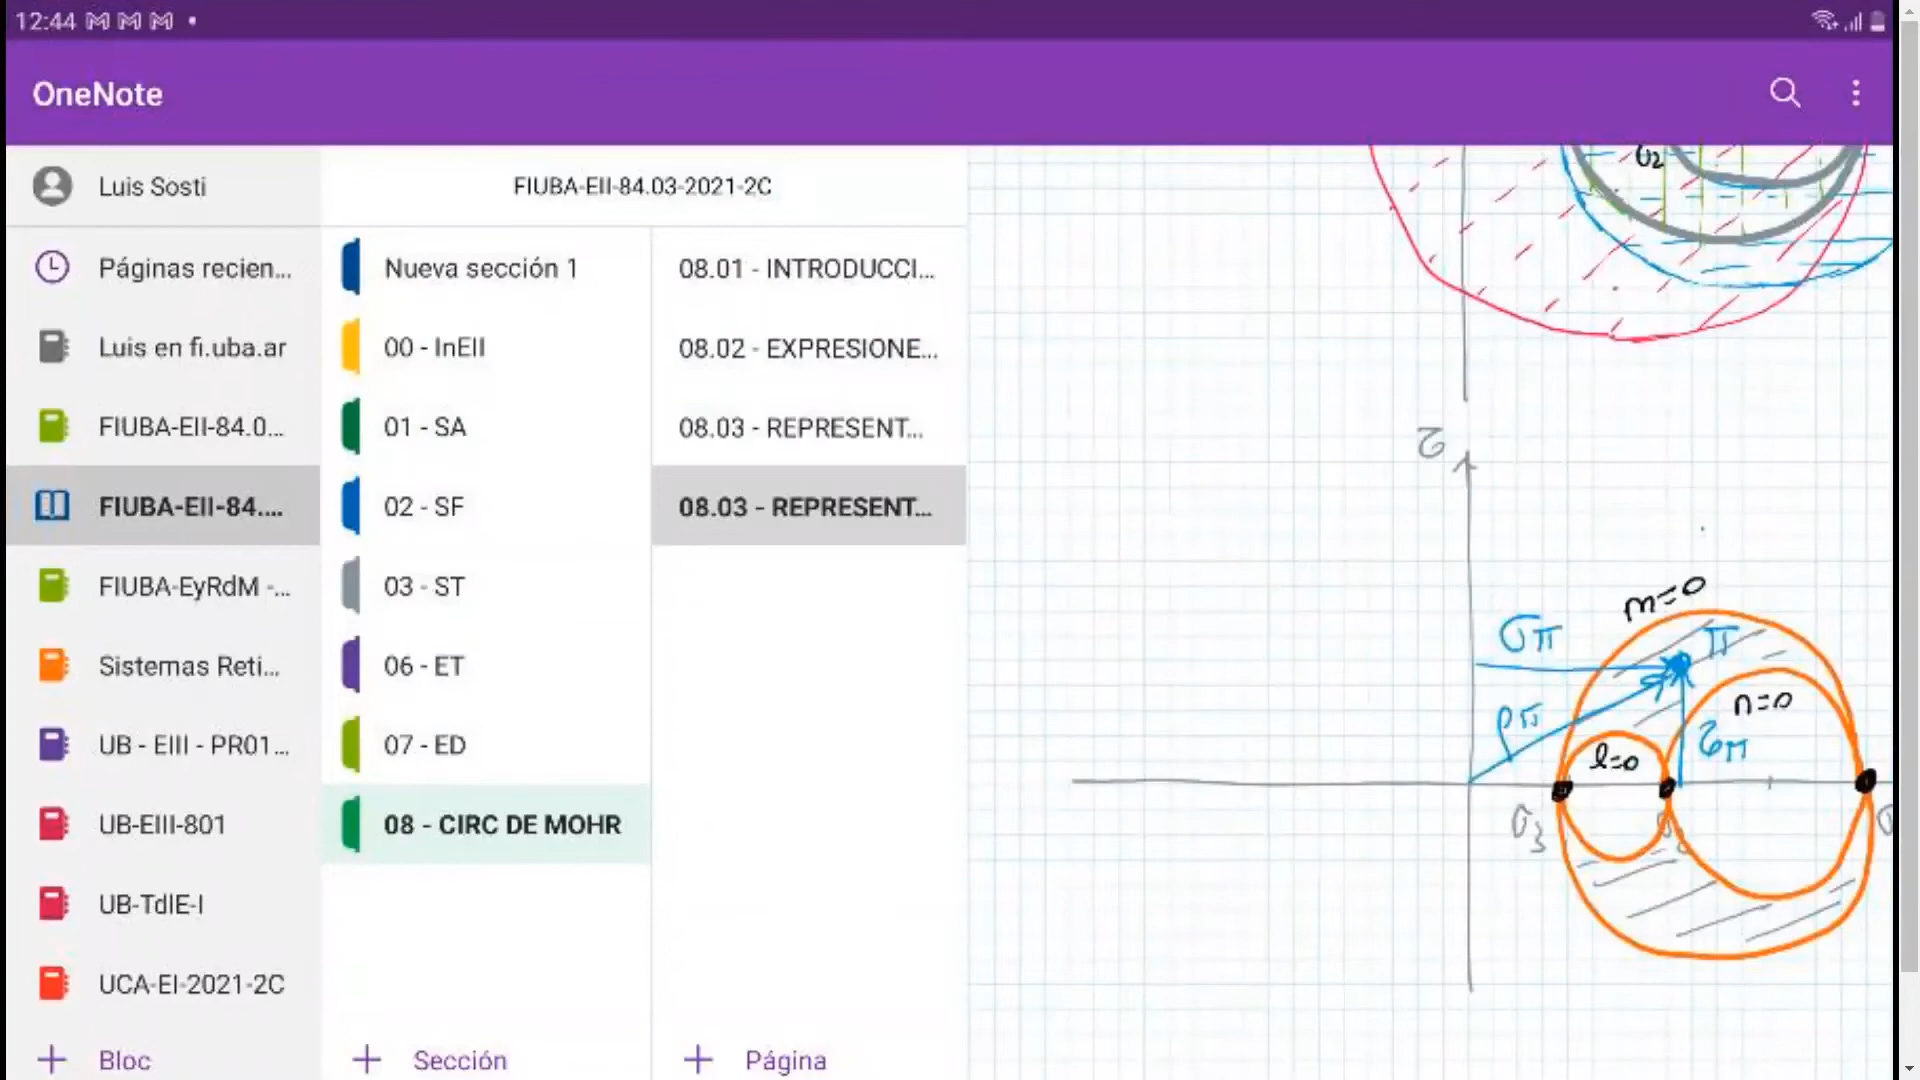 12:44
OneNote
Luis Sosti
Páginas recien...
Luis en fi.uba.ar
FIUBA-EII-84.0...
FIUBA-EII-84....
FIUBA-EyRdM -...
Sistemas Reti...
UB - EIII - PR01...
UB-EIII-801
UB-TdlE-I
UCA-EI-2021-2C
Bloc
FIUBA-EII-84.03-2021-2C
Nueva sección 1
00 - InEII
01 - SA
02 - SF
03 - ST
06 - ET
07 - ED
08 - CIRC DE MOHR
Sección
08.01 - INTRODUCCI...
08.02 - EXPRESIONE...
08.03 - REPRESENT...
08.03 - REPRESENT...
Página
σ2
τ
m=0
σπ
π
n=0
ρπ
τπ
l=0
σ3